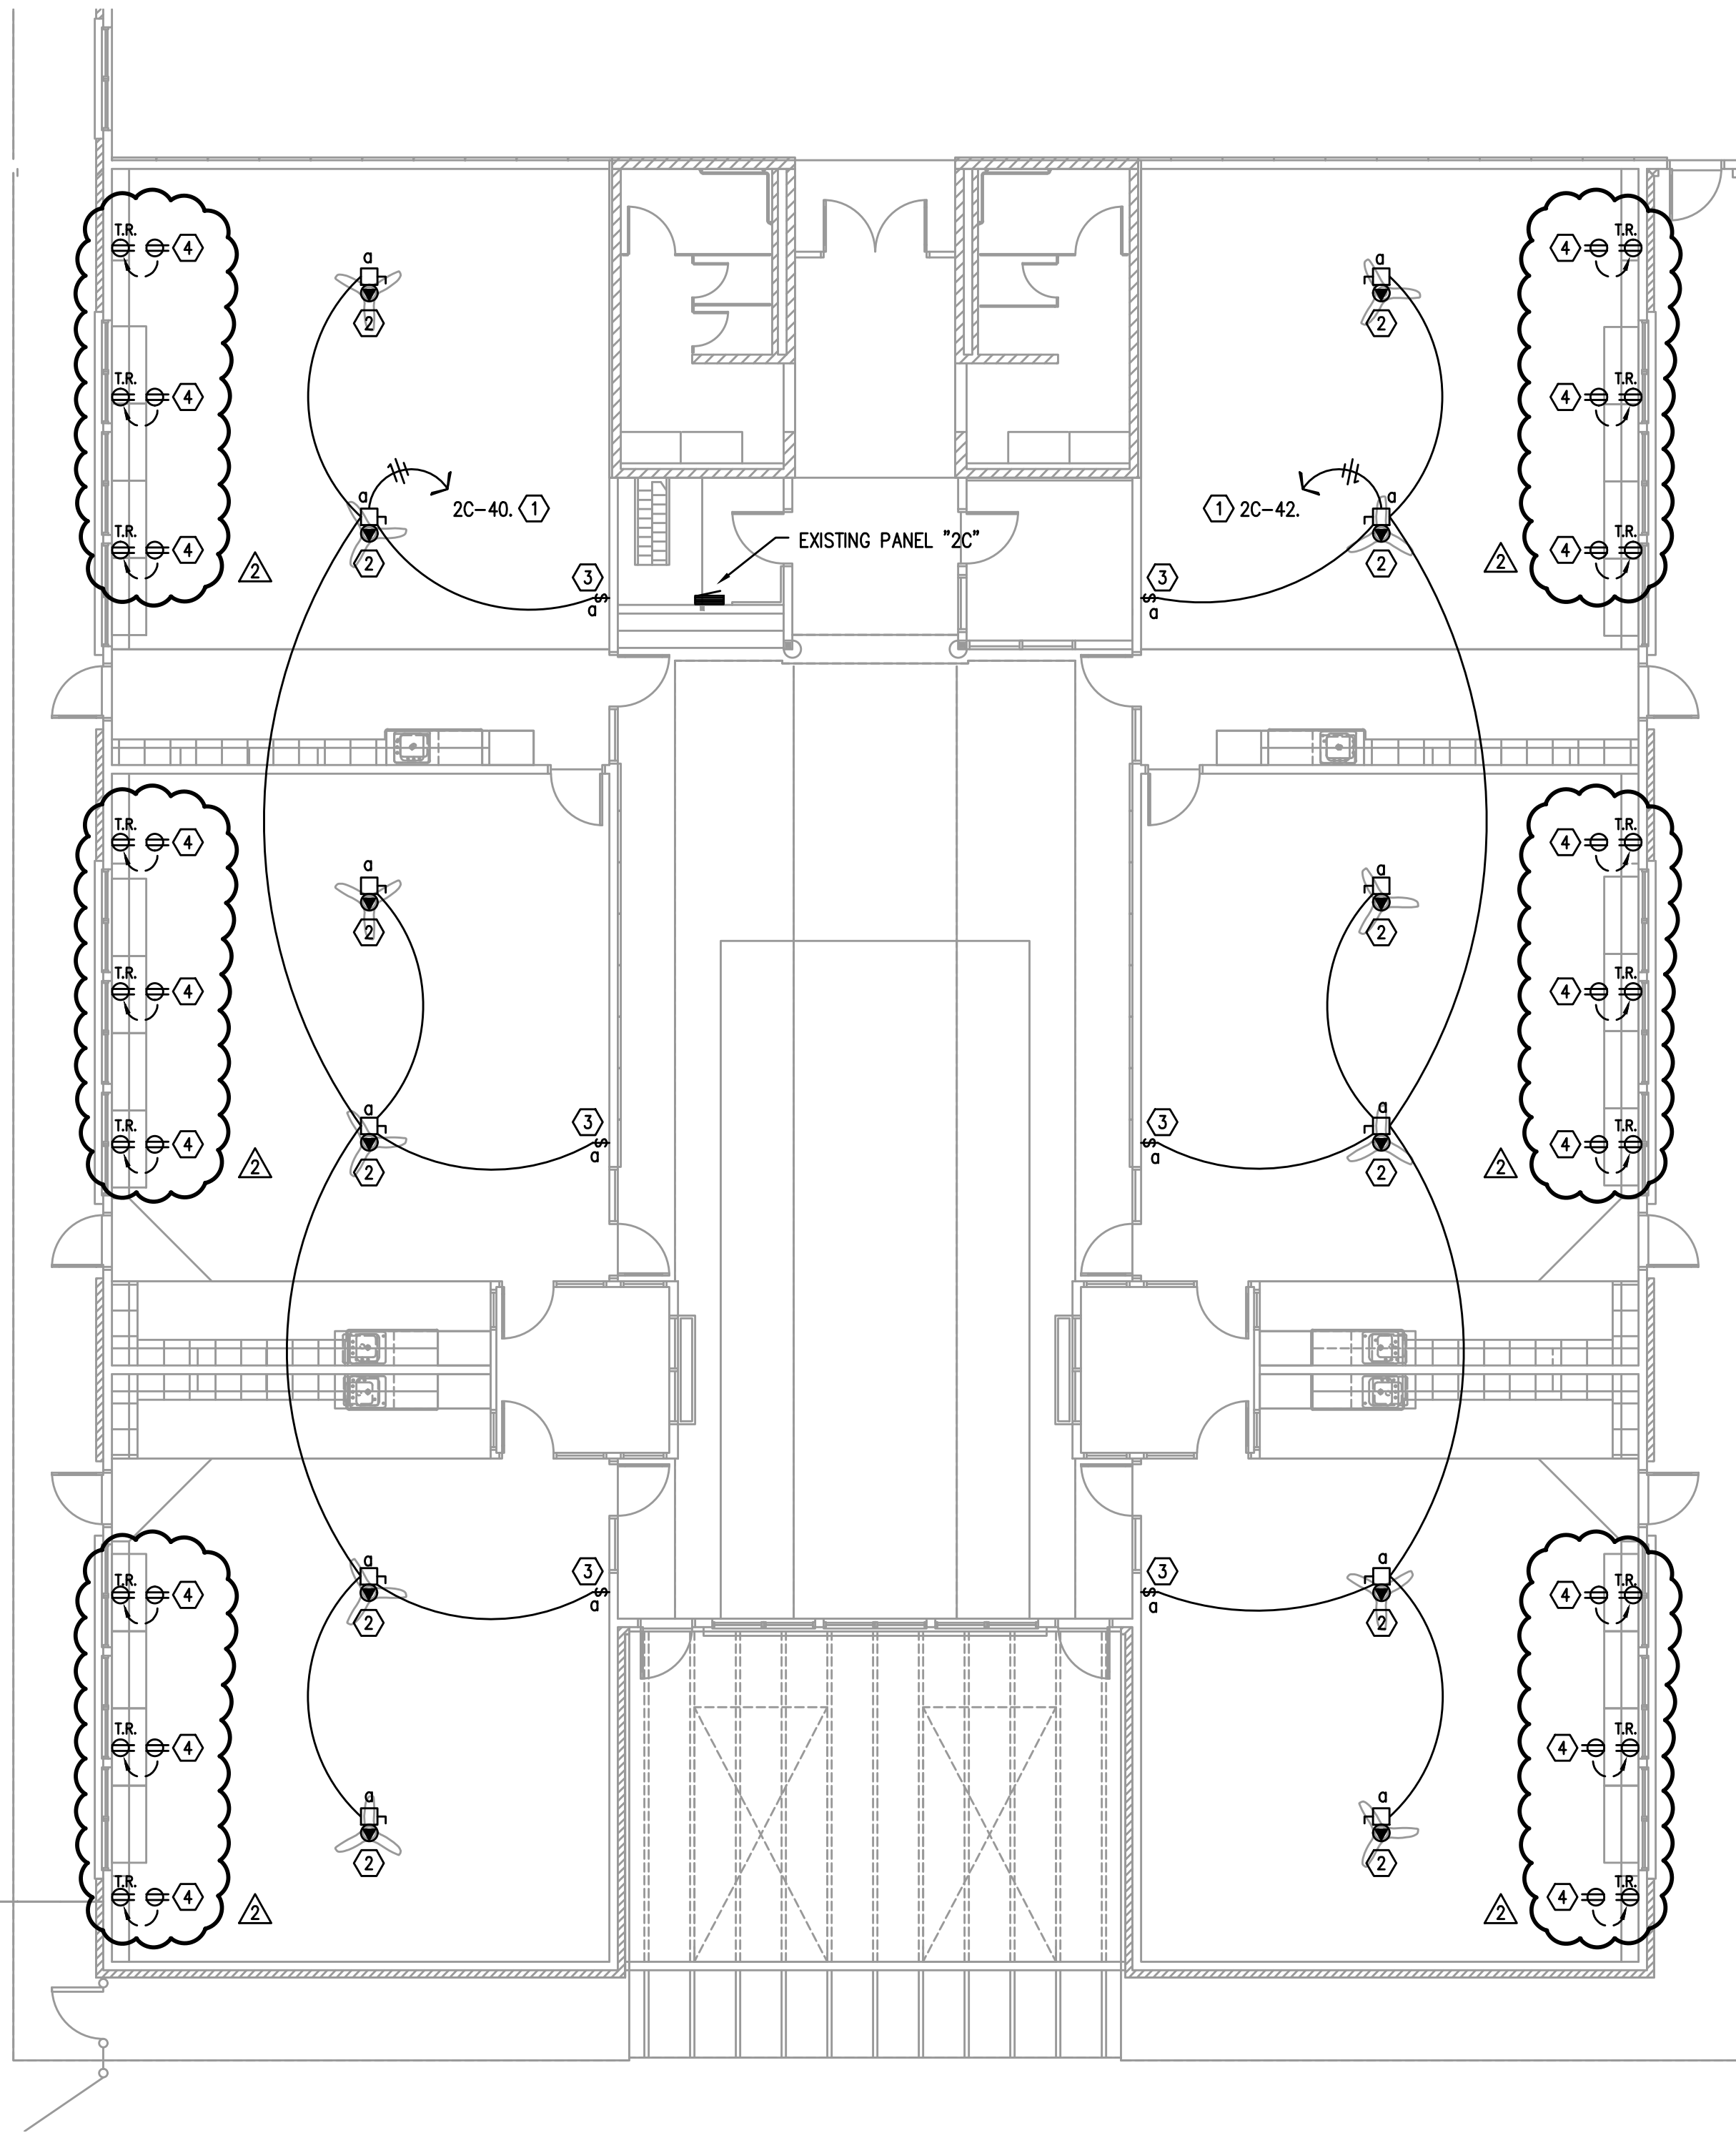 T.R. 4 a a 4 T.R.
2 2
T.R. 4 4 T.R.
a a
2C-40. 1 1 2C-42.
EXISTING PANEL "2C"
T.R. 4 2 2 4 T.R.
2 3 3 2
a a
T.R. 4 a a 4 T.R.
2 2
T.R. 4 4 T.R.
a 3 3 a
T.R. 4 4 T.R.
2 2 a a 2 2
a 3 3 a
T.R. 4 a a 4 T.R.
2 2
T.R. 4 4 T.R.
a a
2 2
T.R. 4 4 T.R.
2 2